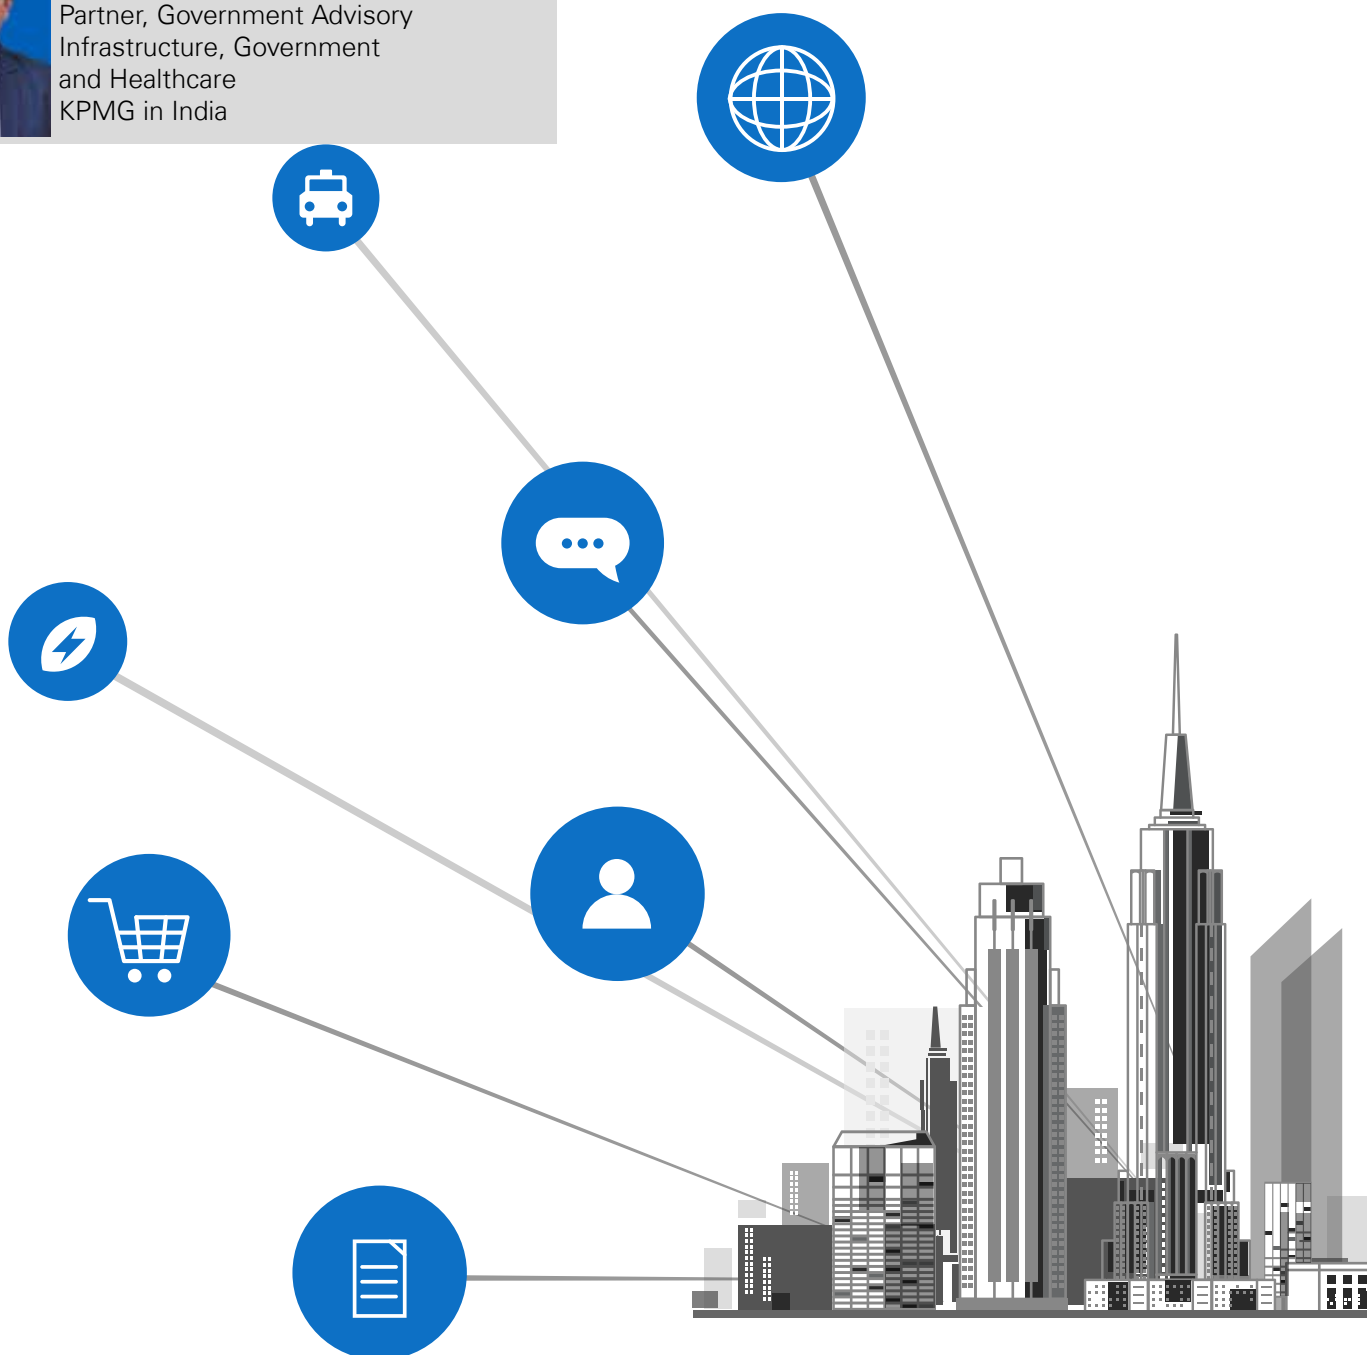 Partner, Government Advisory
Infrastructure, Government
and Healthcare
KPMG in India